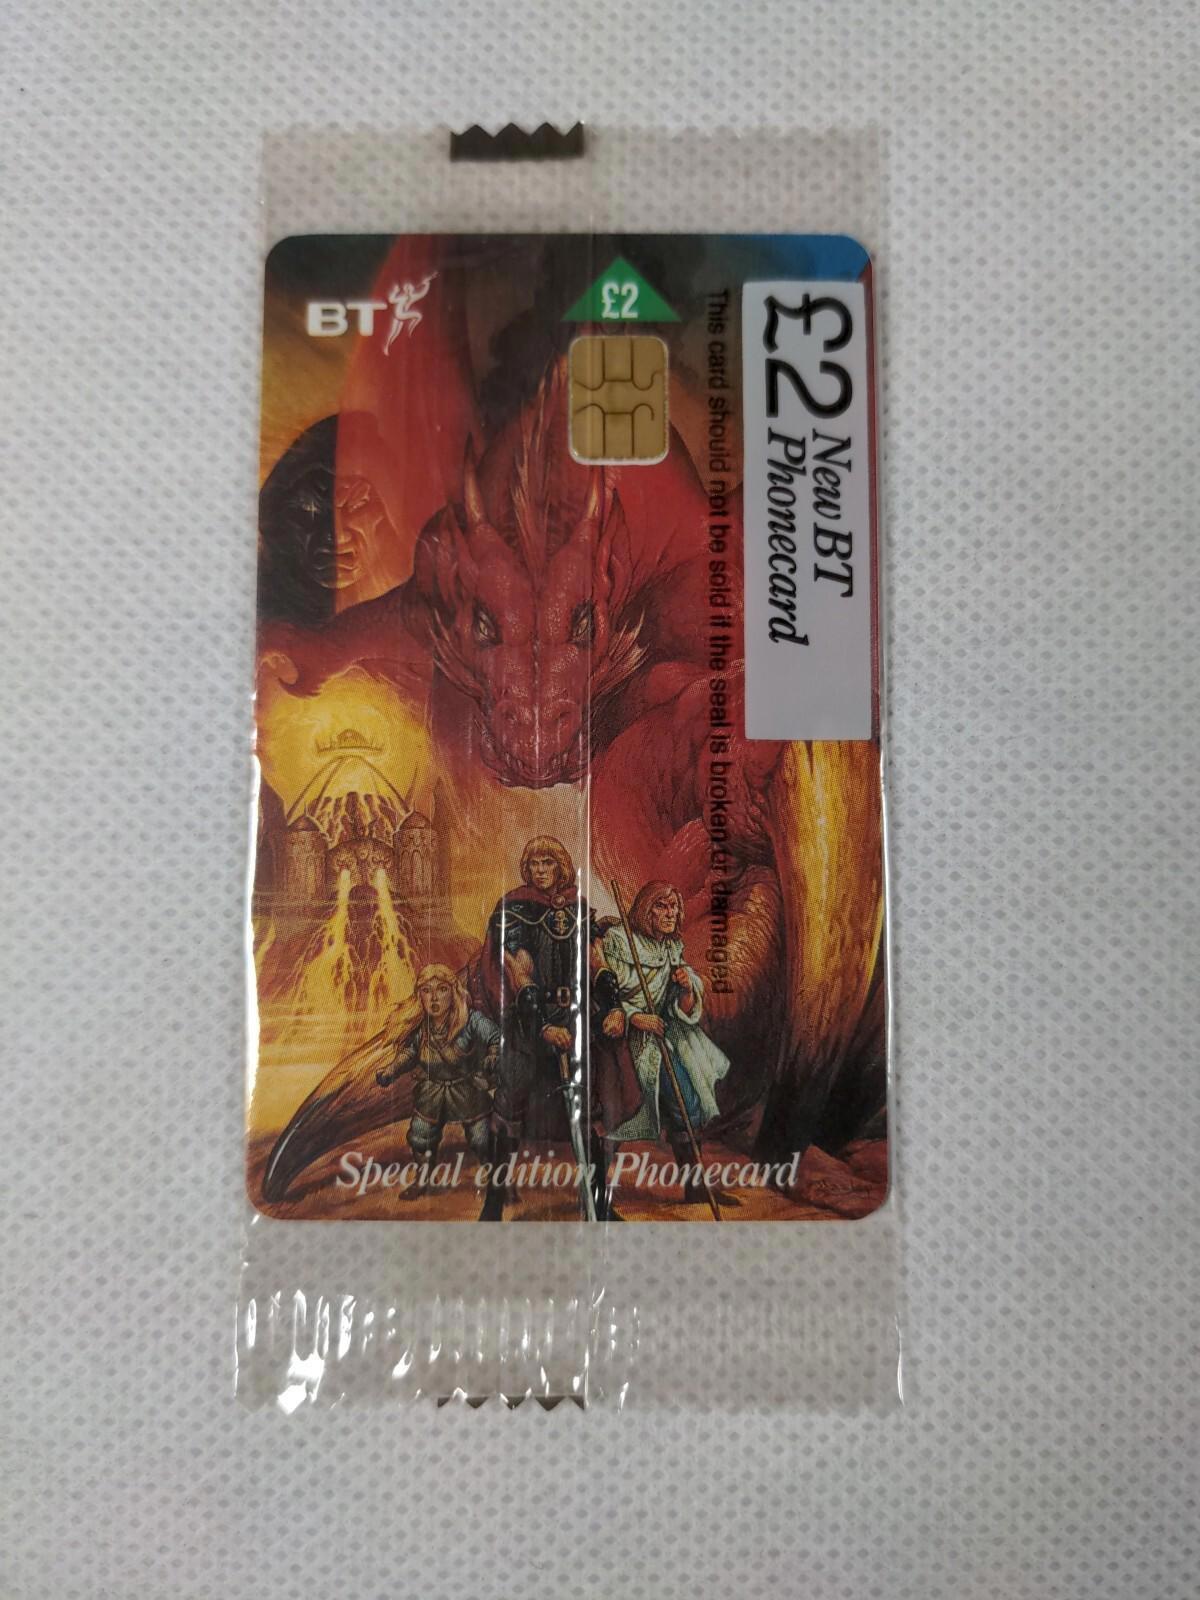 BT
£2
£2 New BT
Phonecard
This card should not be sold if the seal is broken or damaged
Special edition Phonecard